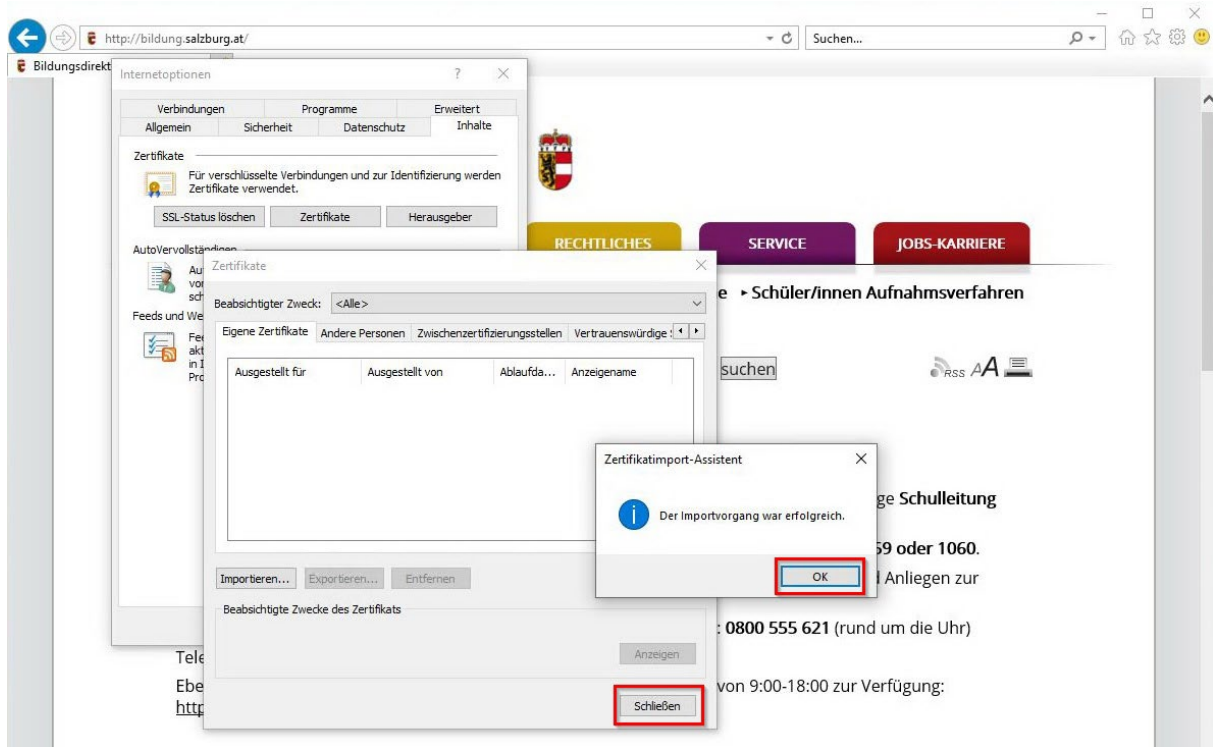 http://bildung.salzburg.at/
Suchen...
Bildungsdirekt
Internetoptionen
Verbindungen Programme Erweitert
Allgemein Sicherheit Datenschutz Inhalte
Zertifikate
Für verschlüsselte Verbindungen und zur Identifizierung werden
Zertifikate verwendet.
SSL-Status löschen Zertifikate Herausgeber
AutoVervollständigen
Feeds und We
RECHTLICHES SERVICE JOBS-KARRIERE
▸ Schüler/innen Aufnahmsverfahren
suchen
RSS AA
Zertifikate
Beabsichtigter Zweck: <Alle>
Eigene Zertifikate Andere Personen Zwischenzertifizierungsstellen Vertrauenswürdige
Ausgestellt für Ausgestellt von Ablaufda... Anzeigename
Importieren... Exportieren... Entfernen
Beabsichtigte Zwecke des Zertifikats
Anzeigen
Schließen
Zertifikatimport-Assistent
Der Importvorgang war erfolgreich.
OK
ge Schulleitung
59 oder 1060.
Anliegen zur
: 0800 555 621 (rund um die Uhr)
Tele
Ebe
von 9:00-18:00 zur Verfügung:
http